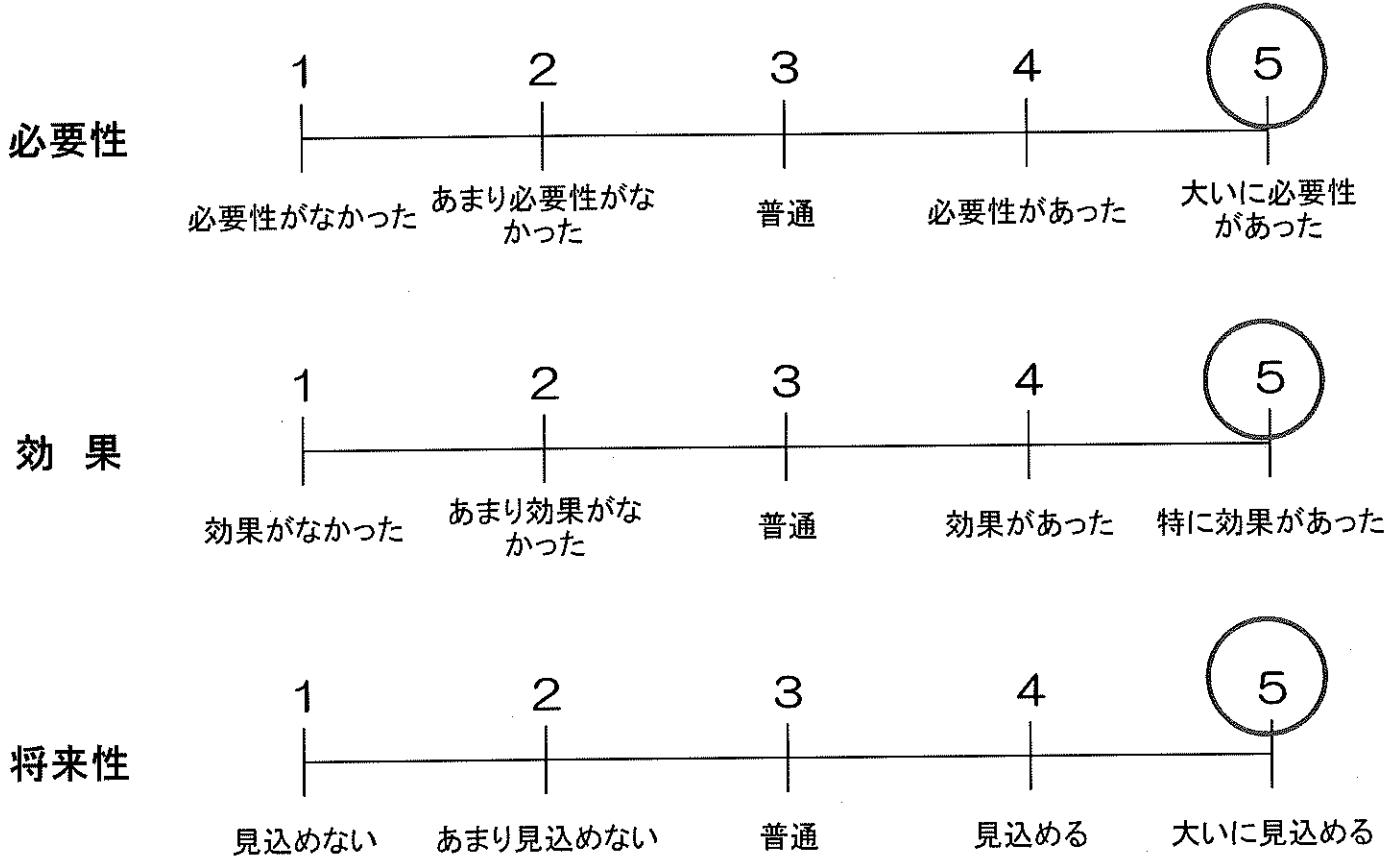 1 2 3 4 5
必要性
必要性がなかった
あまり必要性がな
かった
普通
必要性があった
大いに必要性
があった
1 2 3 4 5
効 果
効果がなかった
あまり効果がな
かった
普通
効果があった
特に効果があった
1 2 3 4 5
将来性
見込めない
あまり見込めない
普通
見込める
大いに見込める